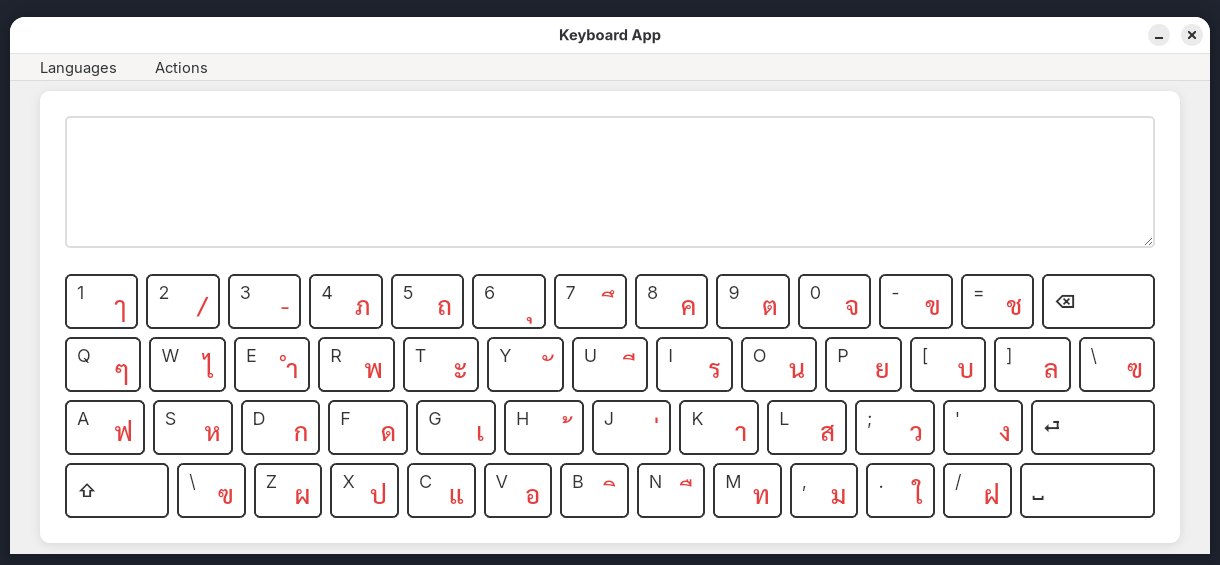 Keyboard App
Languages Actions
1 ๅ 2 / 3 - 4 ภ 5 ถ 6 ุ 7 ึ 8 ค 9 ต 0 จ - ข = ช
Q ๆ W ไ E ำ R พ T ะ Y ั U ี I ร O น P ย [ บ ] ล \ ฃ
A ฟ S ห D ก F ด G เ H ้ J ่ K า L ส ; ว ' ง
\ ฃ Z ผ X ป C แ V อ B ิ N ื M ท , ม . ใ / ฝ